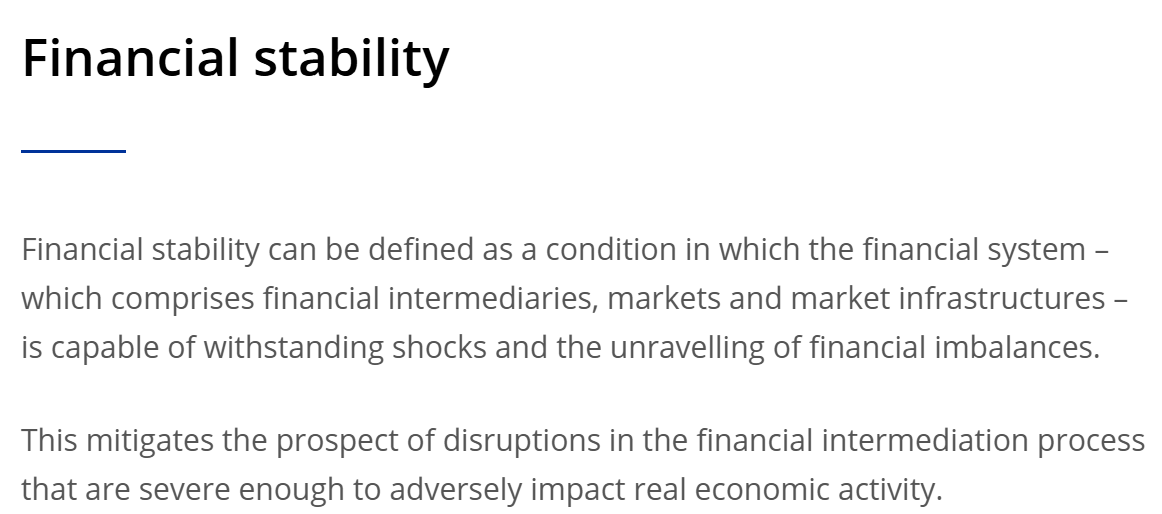 Financial stability
Financial stability can be defined as a condition in which the financial system –
which comprises financial intermediaries, markets and market infrastructures –
is capable of withstanding shocks and the unravelling of financial imbalances.
This mitigates the prospect of disruptions in the financial intermediation process
that are severe enough to adversely impact real economic activity.